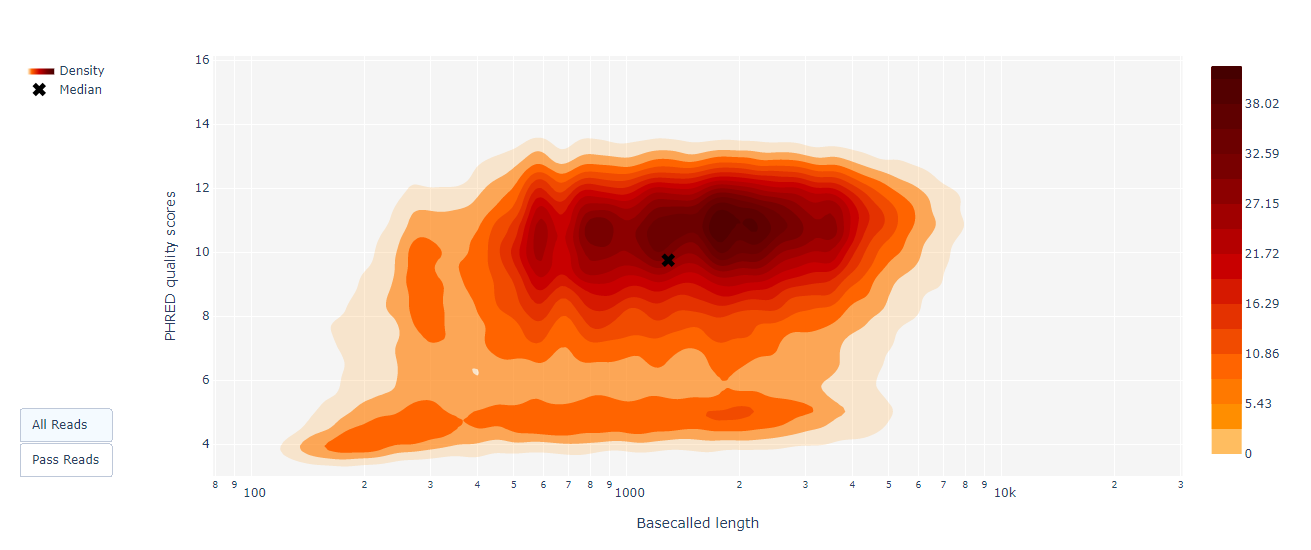 Density
Median
PHRED quality scores
16
14
12
10
8
6
4
All Reads
Pass Reads
8 9 100 2 3 4 5 6 7 8 9 1000 2 3 4 5 6 7 8 9 10k 2 3
Basecalled length
38.02
32.59
27.15
21.72
16.29
10.86
5.43
0